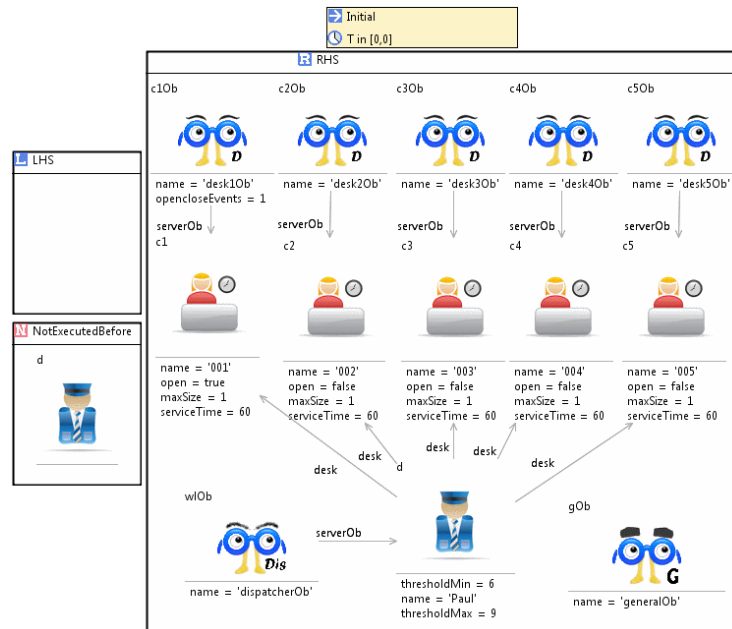 Initial
T in [0,0]
R RHS
c1Ob c2Ob c3Ob c4Ob c5Ob
D D D D D
L LHS
name = 'desk1Ob' name = 'desk2Ob' name = 'desk3Ob' name = 'desk4Ob' name = 'desk5Ob'
opencloseEvents = 1
serverOb serverOb serverOb serverOb serverOb
c1 c2 c3 c4 c5
N NotExecutedBefore
d
name = '001' name = '002' name = '003' name = '004' name = '005'
open = true open = false open = false open = false open = false
maxSize = 1 maxSize = 1 maxSize = 1 maxSize = 1 maxSize = 1
serviceTime = 60 serviceTime = 60 serviceTime = 60 serviceTime = 60 serviceTime = 60
desk desk d desk desk desk
wlOb
gOb
serverOb
Dis
G
name = 'dispatcherOb'
thresholdMin = 6
name = 'Paul'
thresholdMax = 9
name = 'generalOb'